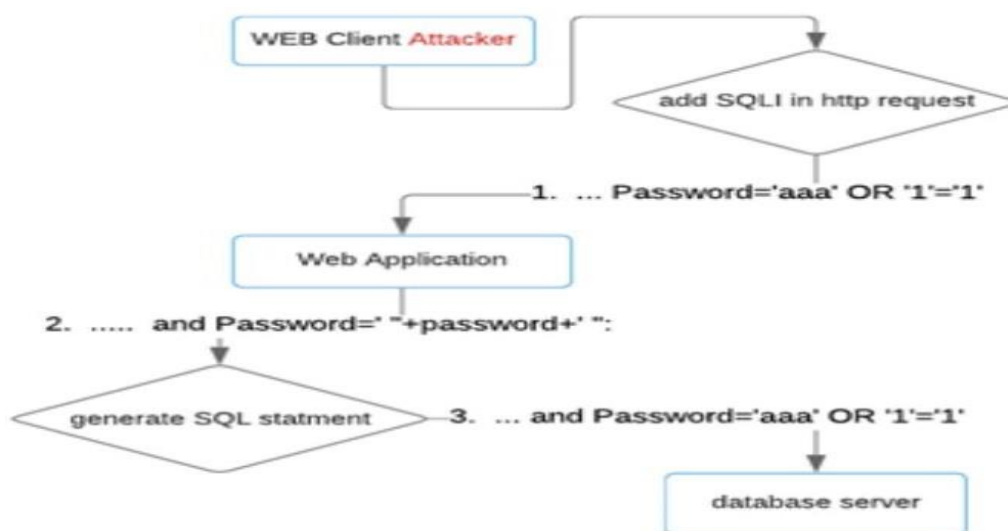 WEB Client Attacker
add SQLI in http request
1. ... Password='aaa' OR '1'='1'
Web Application
2. ..... and Password=' "+password+' ":
generate SQL statment
3. ... and Password='aaa' OR '1'='1'
database server